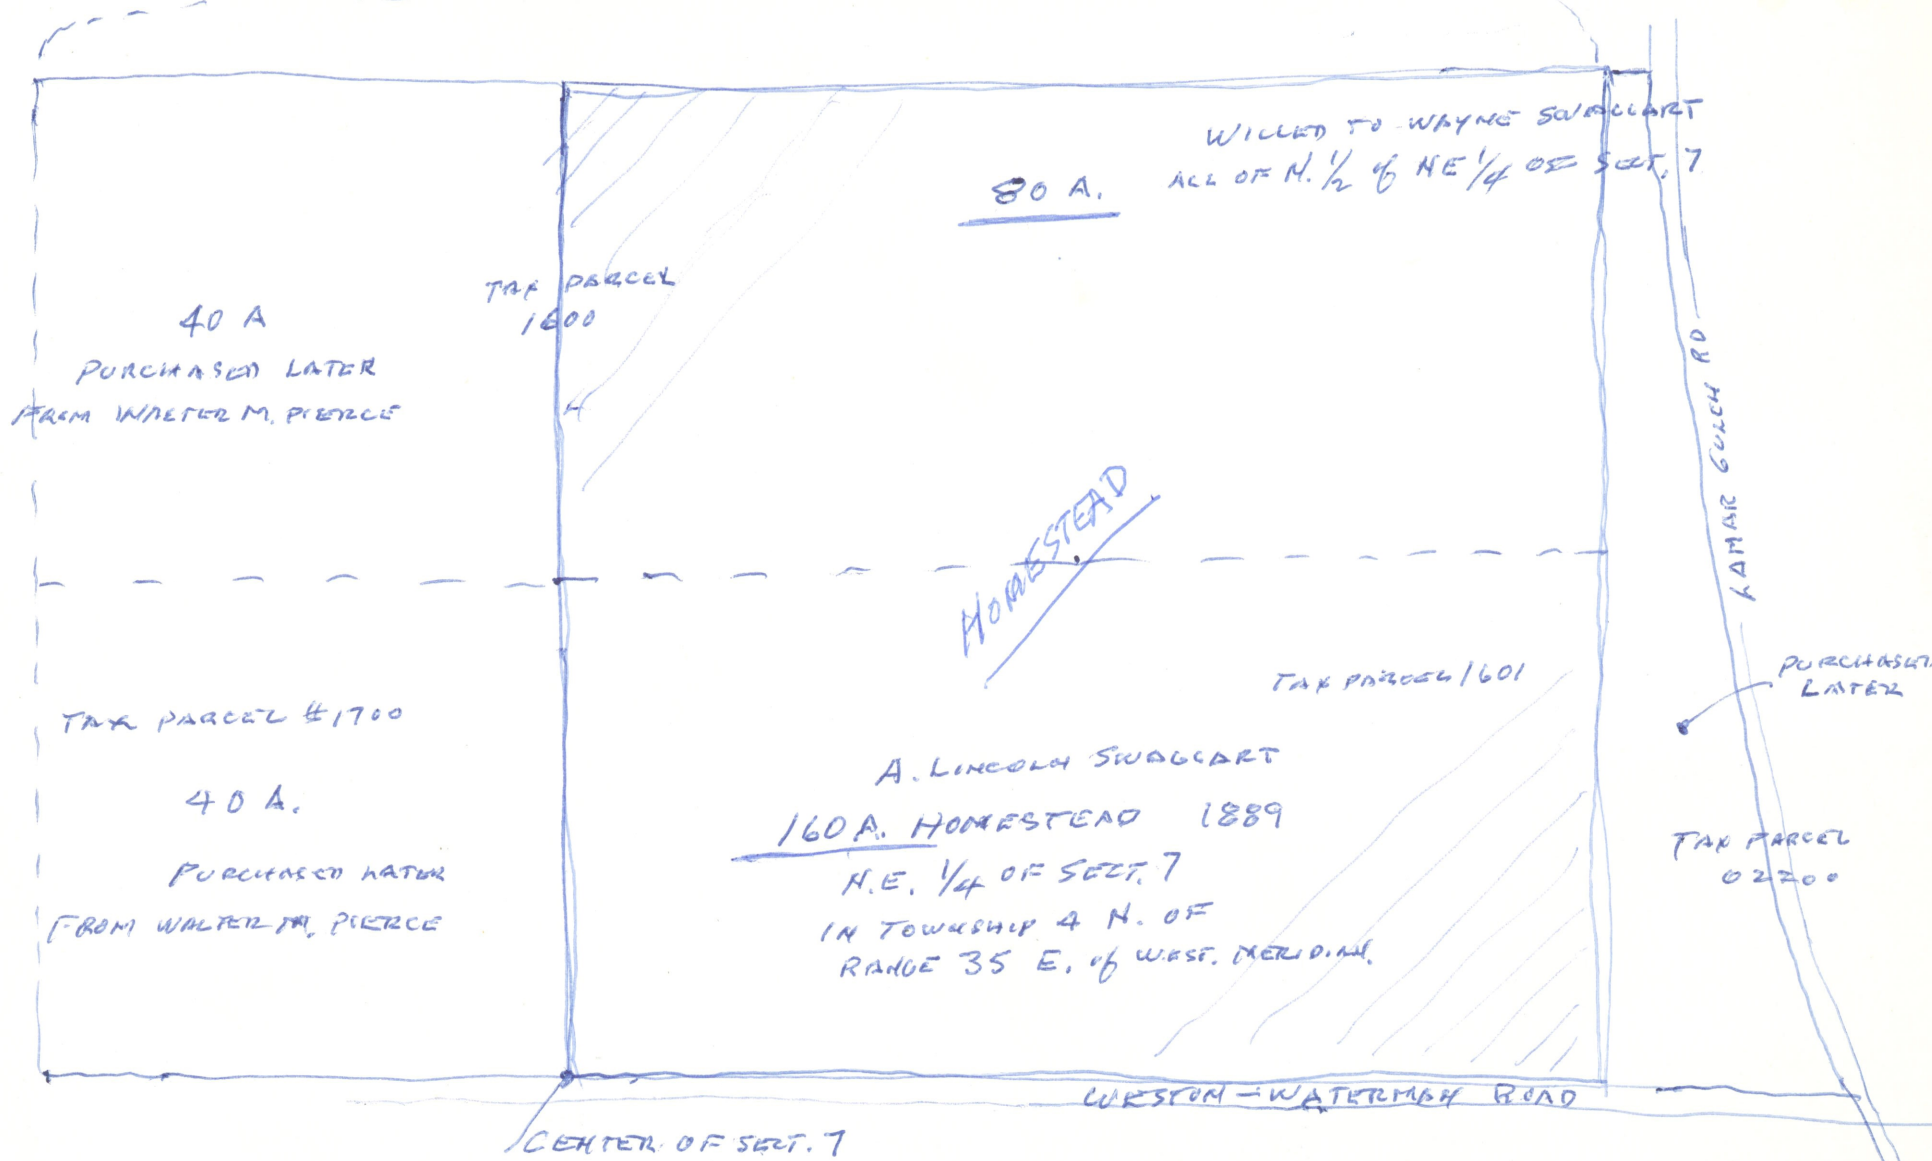 WILLED TO WAYNE SWAGGART
80 A. ALL OF N. 1/2 of NE 1/4 OF SECT. 7
TAX PARCEL
1600
40 A
PURCHASED LATER
FROM WALTER M. PIERCE
LAMAR GULCH RD
HOMESTEAD
PURCHASED
LATER
TAX PARCEL 1601
TAX PARCEL #1700
40 A.
PURCHASED LATER
FROM WALTER M. PIERCE
A. LINCOLN SWAGGART
160 A. HOMESTEAD 1889
N.E. 1/4 OF SECT. 7
IN TOWNSHIP 4 N. OF
RANGE 35 E. of WEST. MERIDIAN.
TAX PARCEL
02200
WESTON - WATERMAN ROAD
CENTER OF SECT. 7